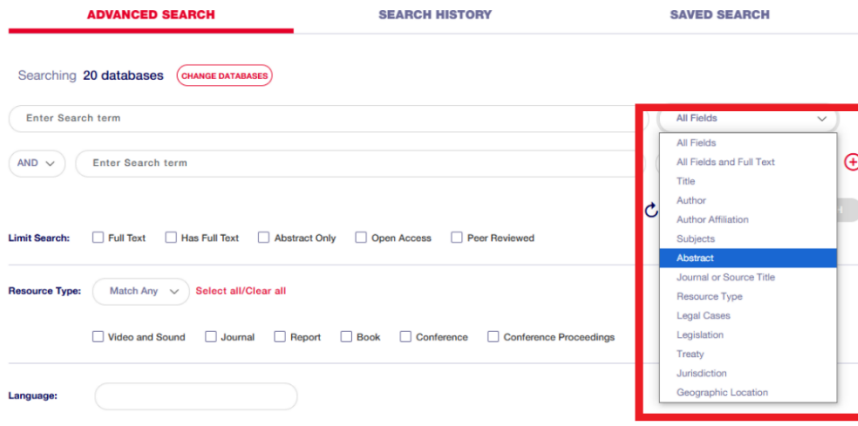 ADVANCED SEARCH SEARCH HISTORY SAVED SEARCH
Searching 20 databases CHANGE DATABASES
Enter Search term All Fields
AND Enter Search term
All Fields
All Fields and Full Text
Title
Author
Author Affiliation
Subjects
Abstract
Journal or Source Title
Resource Type
Legal Cases
Legislation
Treaty
Jurisdiction
Geographic Location
Limit Search: Full Text Has Full Text Abstract Only Open Access Peer Reviewed
Resource Type: Match Any Select all/Clear all
Video and Sound Journal Report Book Conference Conference Proceedings
Language: